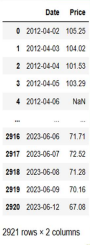 Date Price
0 2012-04-02 105.25
1 2012-04-03 104.02
2 2012-04-04 101.53
3 2012-04-05 103.29
4 2012-04-06 NaN
... ... ...
2916 2023-06-06 71.71
2917 2023-06-07 72.52
2918 2023-06-08 71.28
2919 2023-06-09 70.16
2920 2023-06-12 67.08
2921 rows × 2 columns